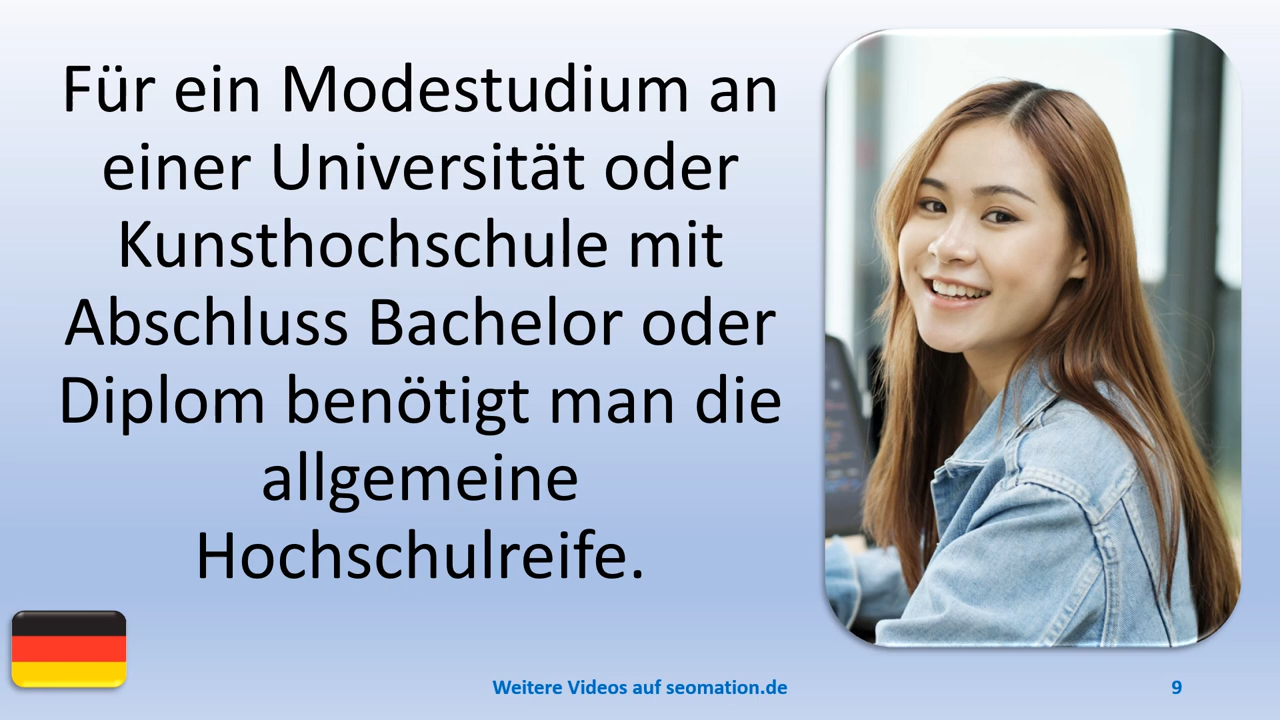 Für ein Modestudium an
einer Universität oder
Kunsthochschule mit
Abschluss Bachelor oder
Diplom benötigt man die
allgemeine
Hochschulreife.
Weitere Videos auf seomation.de
9